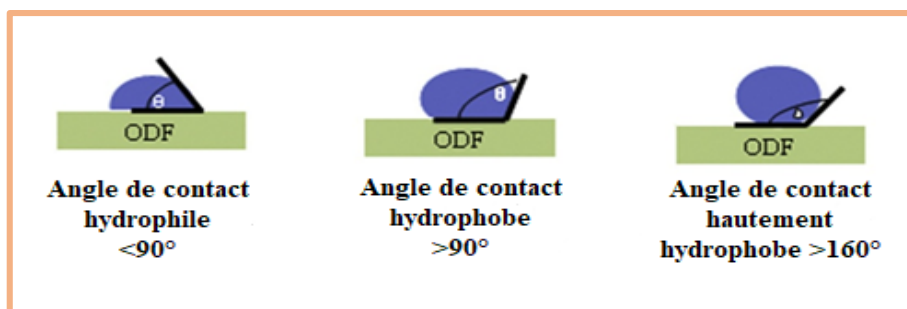 θ
ODF
Angle de contact
hydrophile
<90°
θ
ODF
Angle de contact
hydrophobe
>90°
ODF
Angle de contact
hautement
hydrophobe >160°